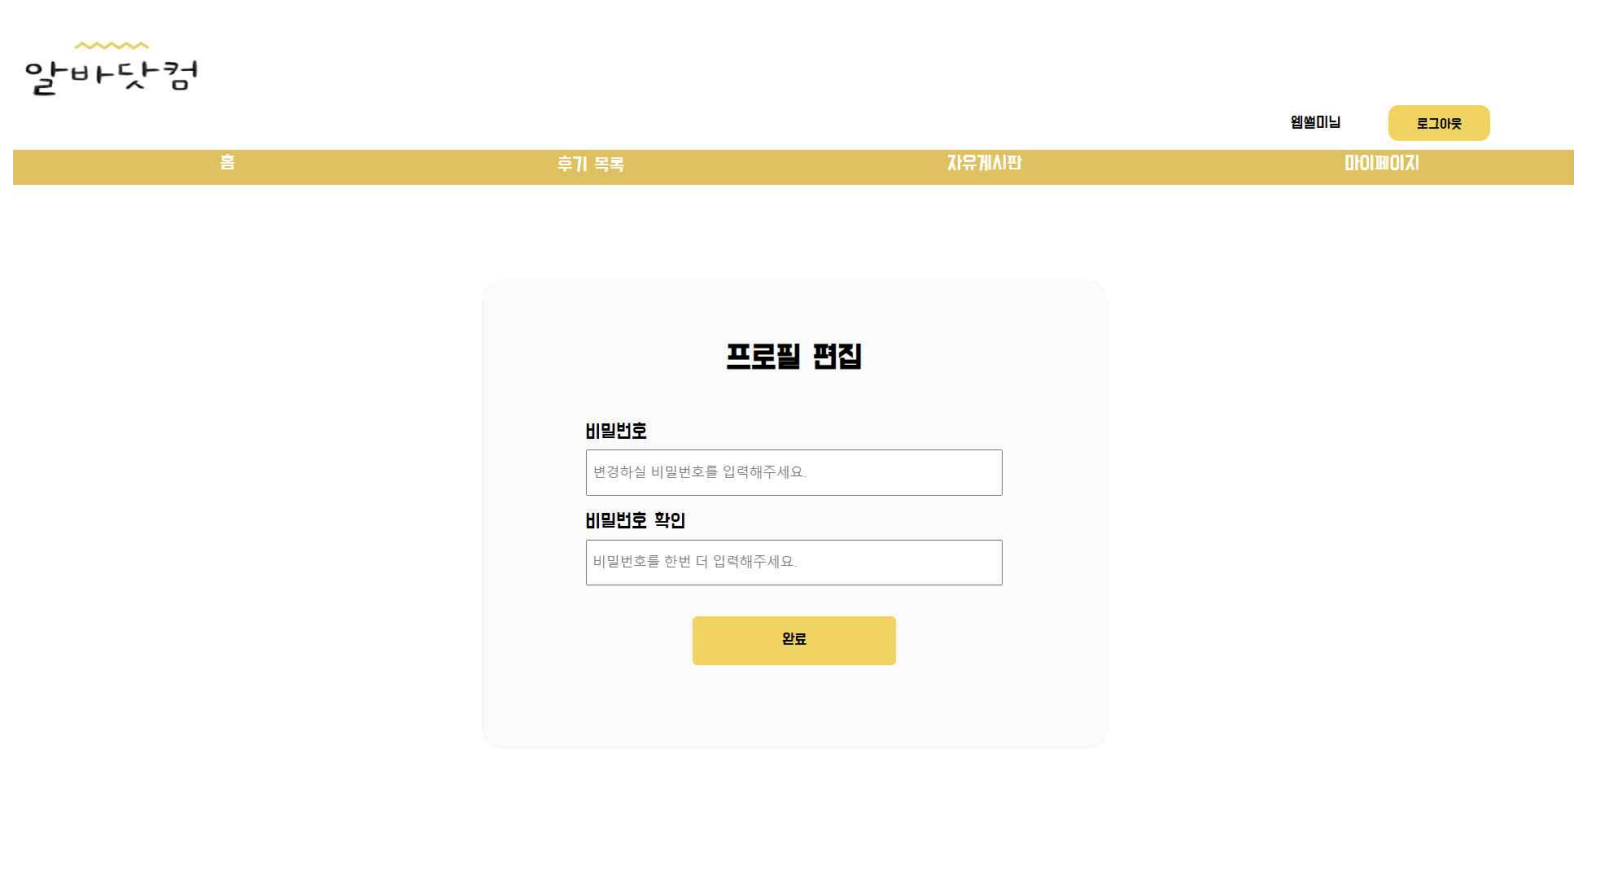 알바닷컴
웹쓸미님
로그아웃
홈
후기 목록
자유게시판
마이페이지
프로필 편집
비밀번호
변경하실 비밀번호를 입력해주세요.
비밀번호 확인
비밀번호를 한번 더 입력해주세요.
완료